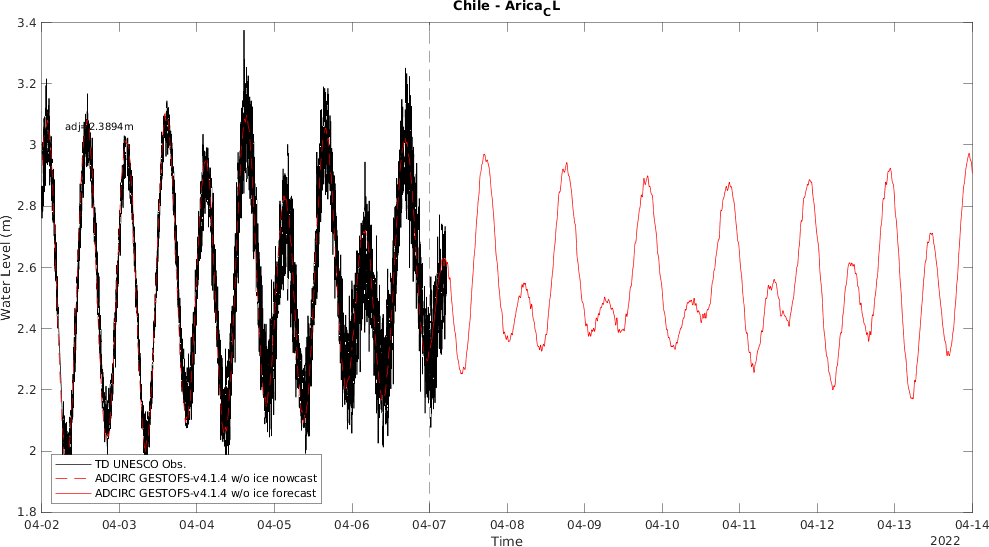 Chile - Arica_CL
3.4
3.2
3
2.8
2.6
2.4
2.2
2
1.8
Water Level (m)
adj=2.3894m
TD UNESCO Obs.
ADCIRC GESTOFS-v4.1.4 w/o ice nowcast
ADCIRC GESTOFS-v4.1.4 w/o ice forecast
04-02 04-03 04-04 04-05 04-06 04-07 04-08 04-09 04-10 04-11 04-12 04-13 04-14
Time
2022